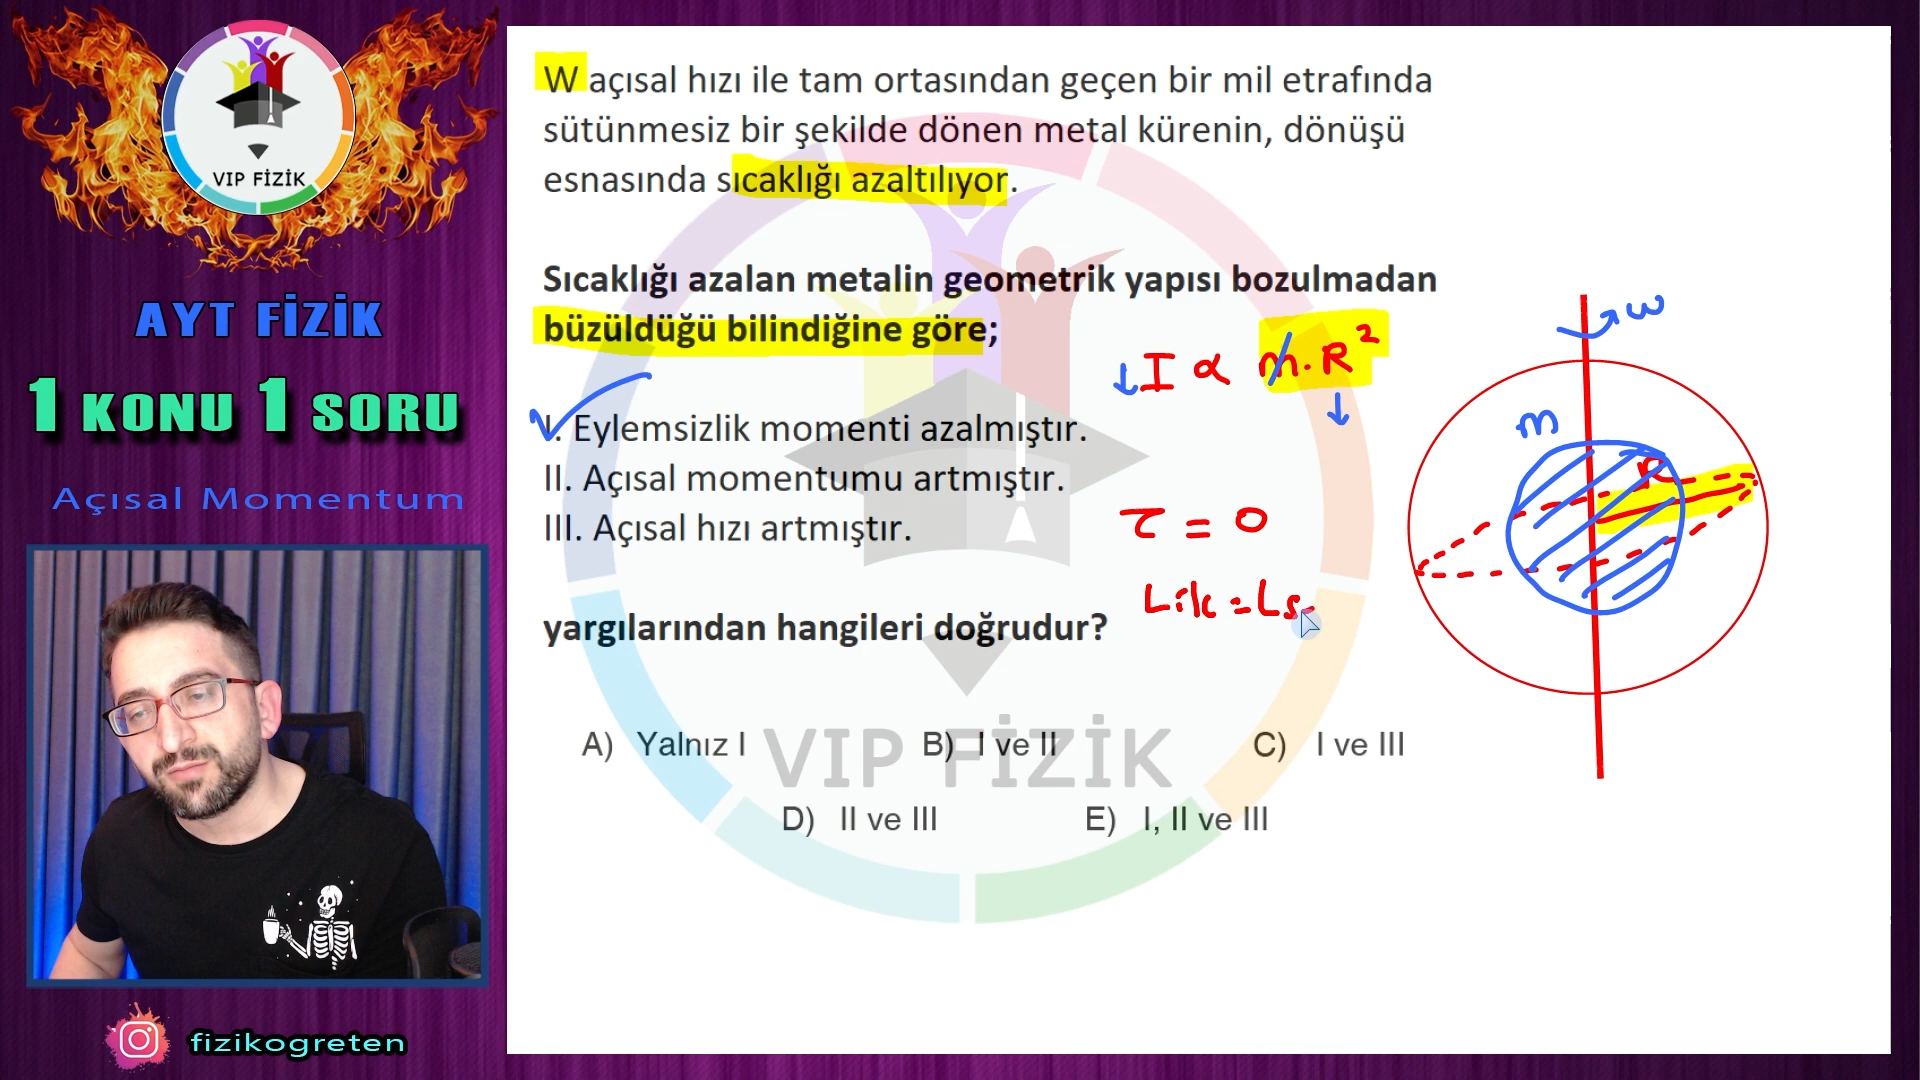 VIP FİZİK
AYT FİZİK
1 KONU 1 SORU
Açısal Momentum
fizikogreten
W açısal hızı ile tam ortasından geçen bir mil etrafında
sütünmesiz bir şekilde dönen metal kürenin, dönüşü
esnasında sıcaklığı azaltılıyor.
Sıcaklığı azalan metalin geometrik yapısı bozulmadan
büzüldüğü bilindiğine göre;
I. Eylemsizlik momenti azalmıştır.
II. Açısal momentumu artmıştır.
III. Açısal hızı artmıştır.
yargılarından hangileri doğrudur?
A) Yalnız I B) I ve II C) I ve III
D) II ve III E) I, II ve III
VIP FİZİK
↓I ∝ m.R²
↓
τ = 0
Lilk = Ls
w
m
R